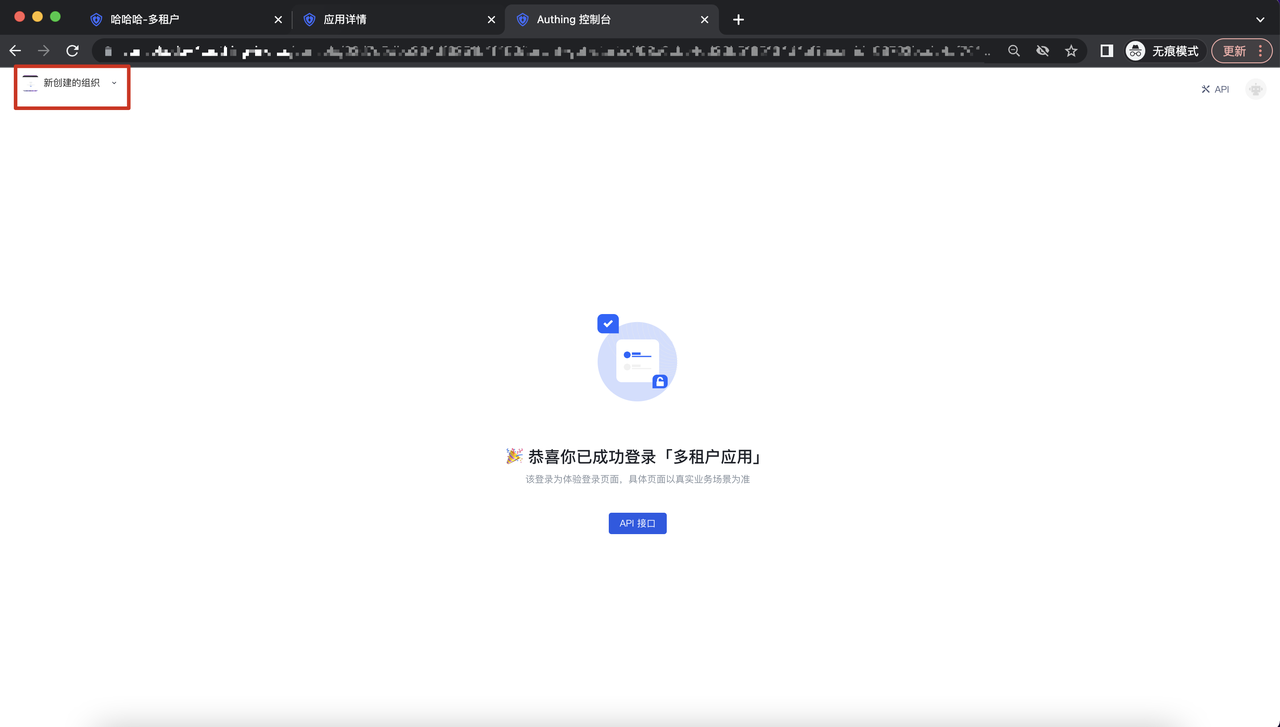 哈哈哈-多租户
应用详情
Authing 控制台
无痕模式
更新
新创建的组织
API
🎉 恭喜你已成功登录「多租户应用」
该登录为体验登录页面，具体页面以真实业务场景为准
API 接口